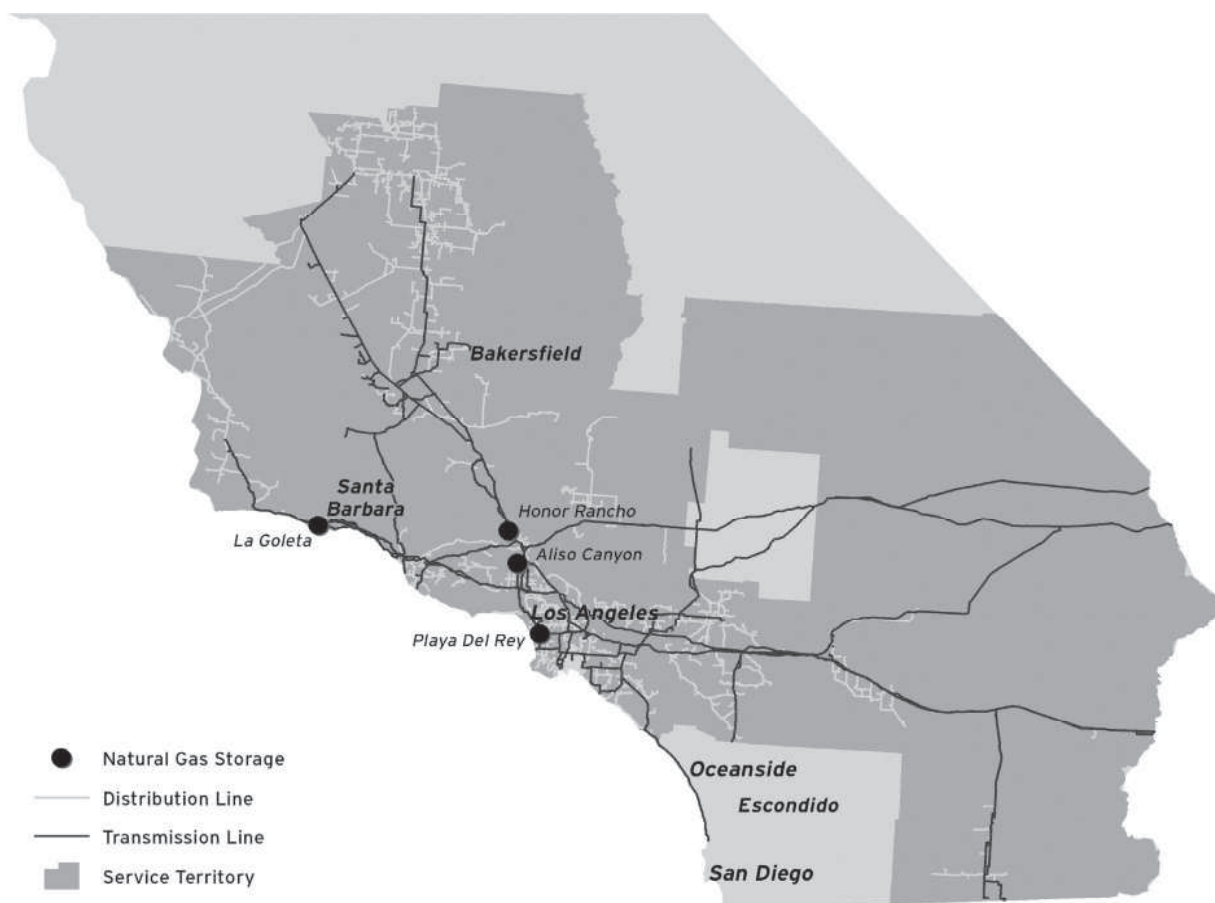 Bakersfield
Santa
Barbara
Honor Rancho
La Goleta
Aliso Canyon
Los Angeles
Playa Del Rey
Natural Gas Storage
Oceanside
Distribution Line
Escondido
Transmission Line
San Diego
Service Territory